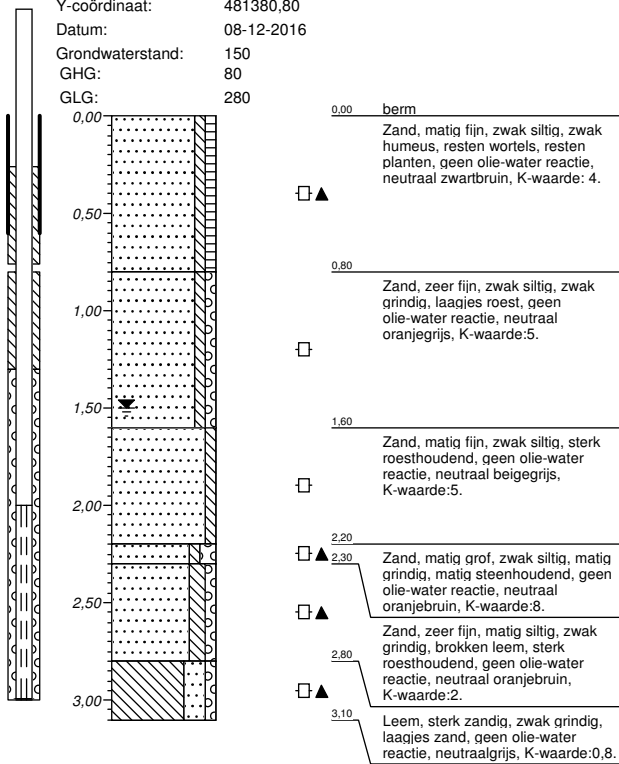 Y-coördinaat: 481380,80
Datum: 08-12-2016
Grondwaterstand: 150
GHG: 80
GLG: 280
0,00
0,50
1,00
1,50
2,00
2,50
3,00
0,00 berm
Zand, matig fijn, zwak siltig, zwak
humeus, resten wortels, resten
planten, geen olie-water reactie,
neutraal zwartbruin, K-waarde: 4.
0,80
Zand, zeer fijn, zwak siltig, zwak
grindig, laagjes roest, geen
olie-water reactie, neutraal
oranjegrijs, K-waarde:5.
1,60
Zand, matig fijn, zwak siltig, sterk
roesthoudend, geen olie-water
reactie, neutraal beigegrijs,
K-waarde:5.
2,20
2,30
Zand, matig grof, zwak siltig, matig
grindig, matig steenhoudend, geen
olie-water reactie, neutraal
oranjebruin, K-waarde:8.
Zand, zeer fijn, matig siltig, zwak
grindig, brokken leem, sterk
roesthoudend, geen olie-water
reactie, neutraal oranjebruin,
K-waarde:2.
2,80
3,10
Leem, sterk zandig, zwak grindig,
laagjes zand, geen olie-water
reactie, neutraalgrijs, K-waarde:0,8.